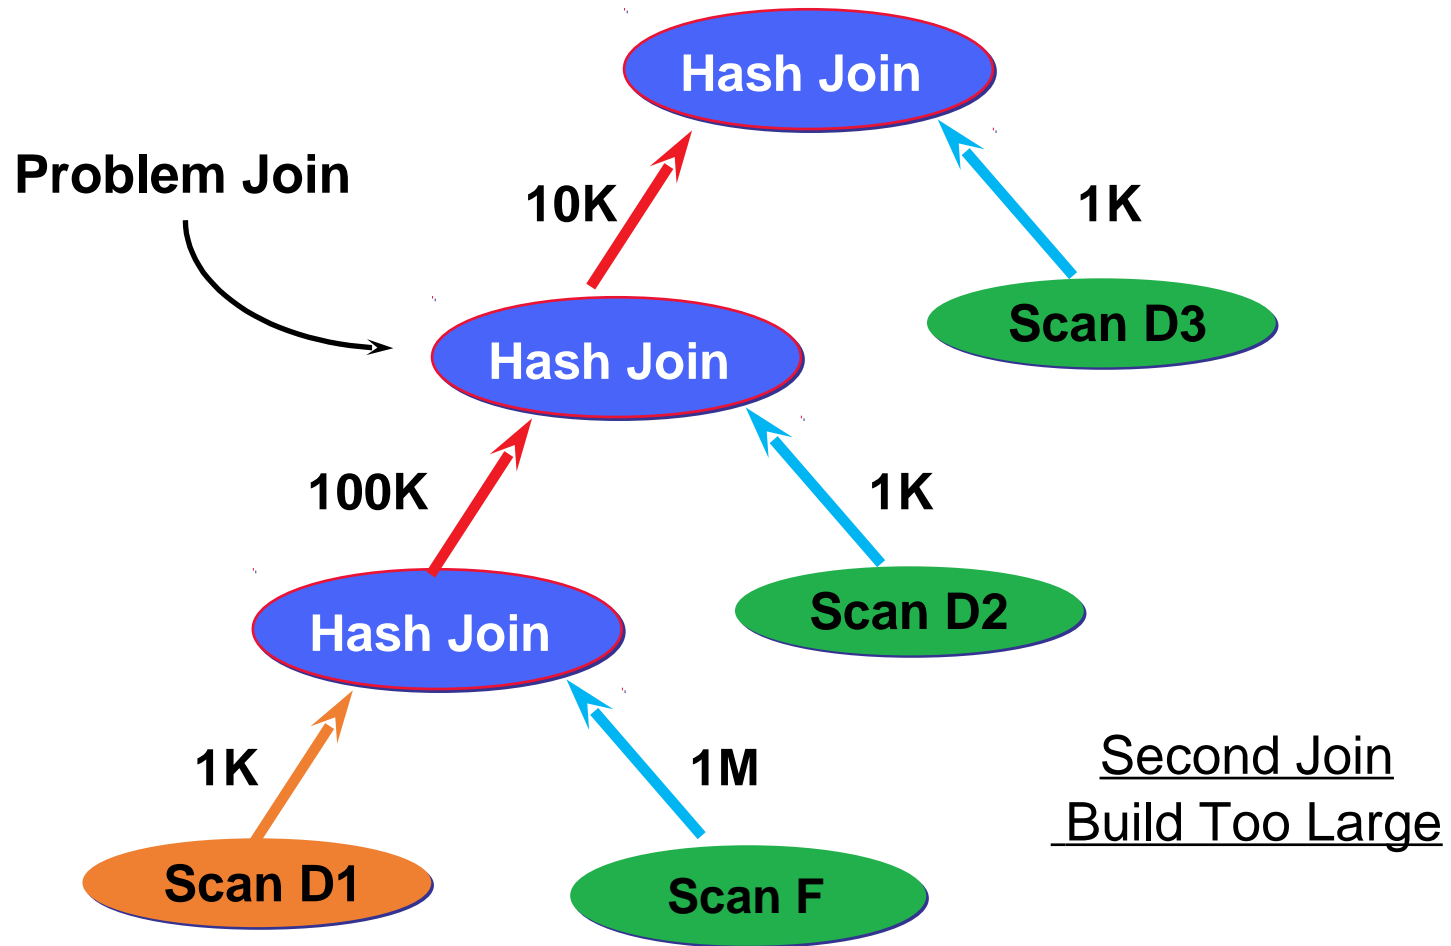 Hash Join
Problem Join
10K
1K
Scan D3
Hash Join
100K
1K
Scan D2
Hash Join
1K
1M
Second Join
Build Too Large
Scan D1
Scan F